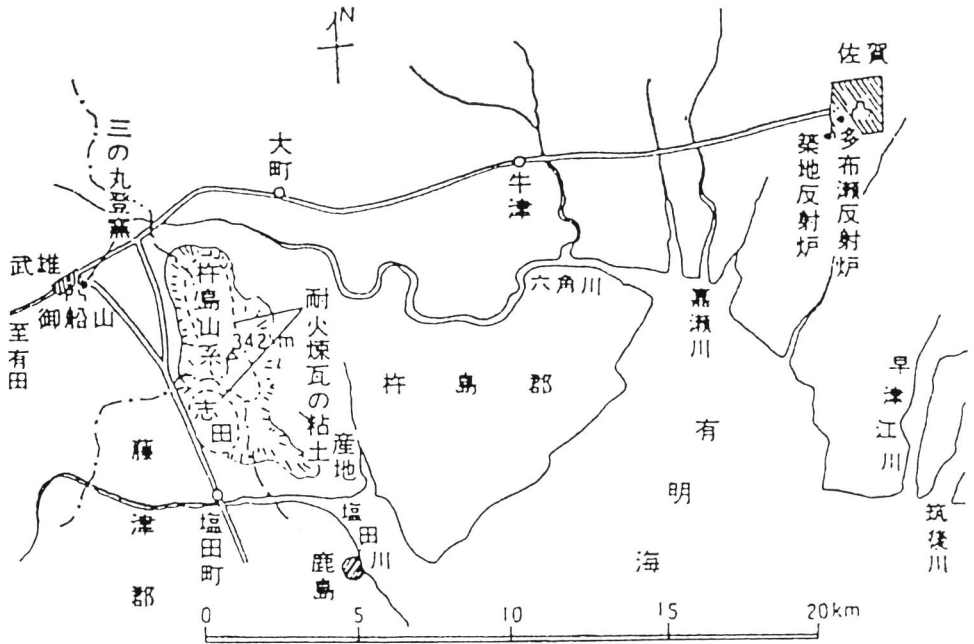 N
佐賀
多布瀬反射炉
築地反射炉
三の丸登窯
大町
牛津
武雄
御船山
至有田
杵島山系
342m
耐火煉瓦の粘土産地
志田
六角川
嘉瀬川
杵島郡
有明海
早津江川
筑後川
藤津郡
塩田町
塩田川
鹿島
0 5 10 15 20km